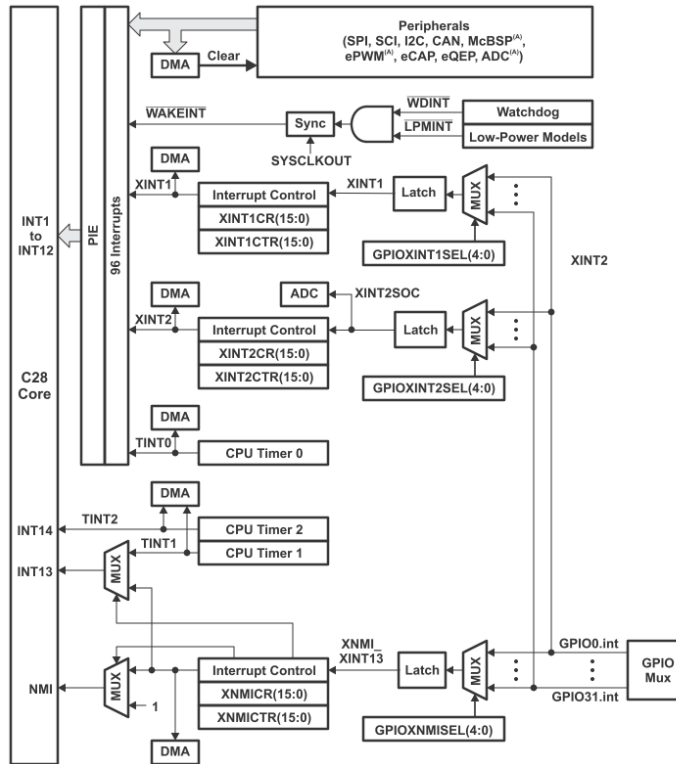 Peripherals
(SPI, SCI, I2C, CAN, McBSP(A),
ePWM(A), eCAP, eQEP, ADC(A))
DMA
Clear
WDINT
Watchdog
WAKEINT
Sync
LPMINT
Low-Power Models
SYSCLKOUT
DMA
XINT1
Interrupt Control
XINT1
Latch
MUX
XINT1CR(15:0)
XINT1CTR(15:0)
GPIOXINT1SEL(4:0)
INT1
to
INT12
PIE
96 Interrupts
XINT2
DMA
ADC
XINT2SOC
XINT2
Interrupt Control
Latch
MUX
XINT2CR(15:0)
XINT2CTR(15:0)
GPIOXINT2SEL(4:0)
C28
Core
DMA
TINT0
CPU Timer 0
DMA
TINT2
INT14
CPU Timer 2
TINT1
CPU Timer 1
INT13
MUX
XNMI_
XINT13
GPIO0.int
Interrupt Control
Latch
MUX
GPIO
Mux
NMI
MUX
1
XNMICR(15:0)
GPIO31.int
XNMICTR(15:0)
GPIOXNMISEL(4:0)
DMA